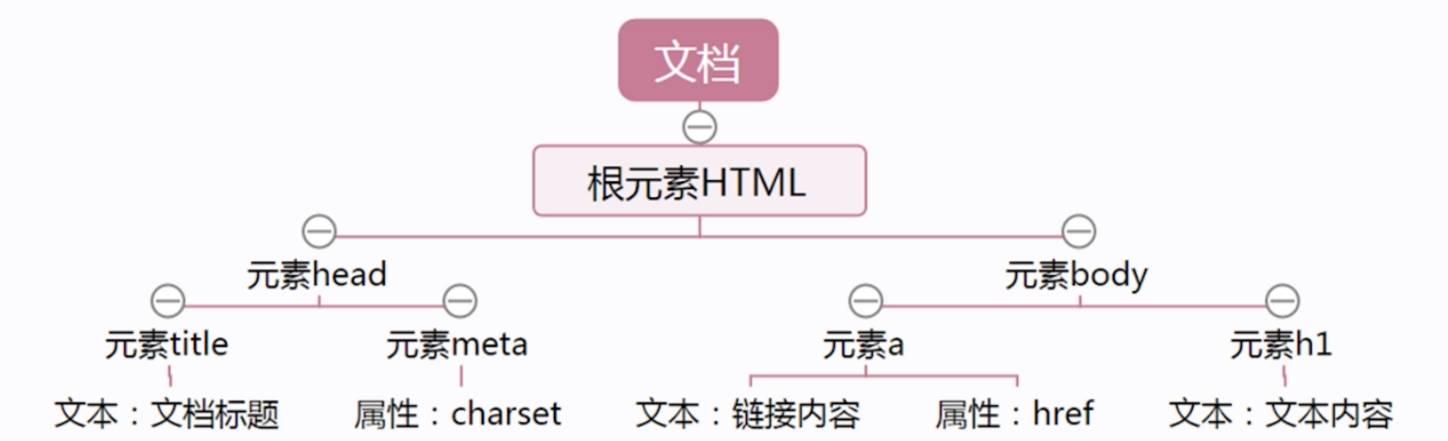 文档
根元素HTML
元素head
元素body
元素title
元素meta
元素a
元素h1
文本：文档标题
属性：charset
文本：链接内容
属性：href
文本：文本内容